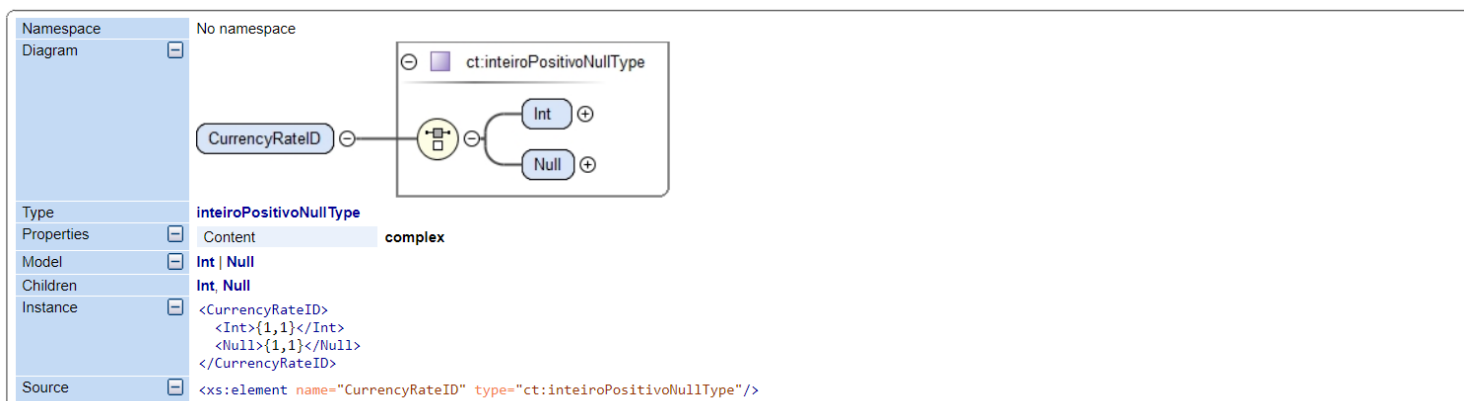 Namespace No namespace
Diagram
ct:inteiroPositivoNullType
Int
CurrencyRateID
Null
Type inteiroPositivoNullType
Properties Content complex
Model Int | Null
Children Int, Null
Instance <CurrencyRateID>
<Int>{1,1}</Int>
<Null>{1,1}</Null>
</CurrencyRateID>
Source <xs:element name="CurrencyRateID" type="ct:inteiroPositivoNullType"/>